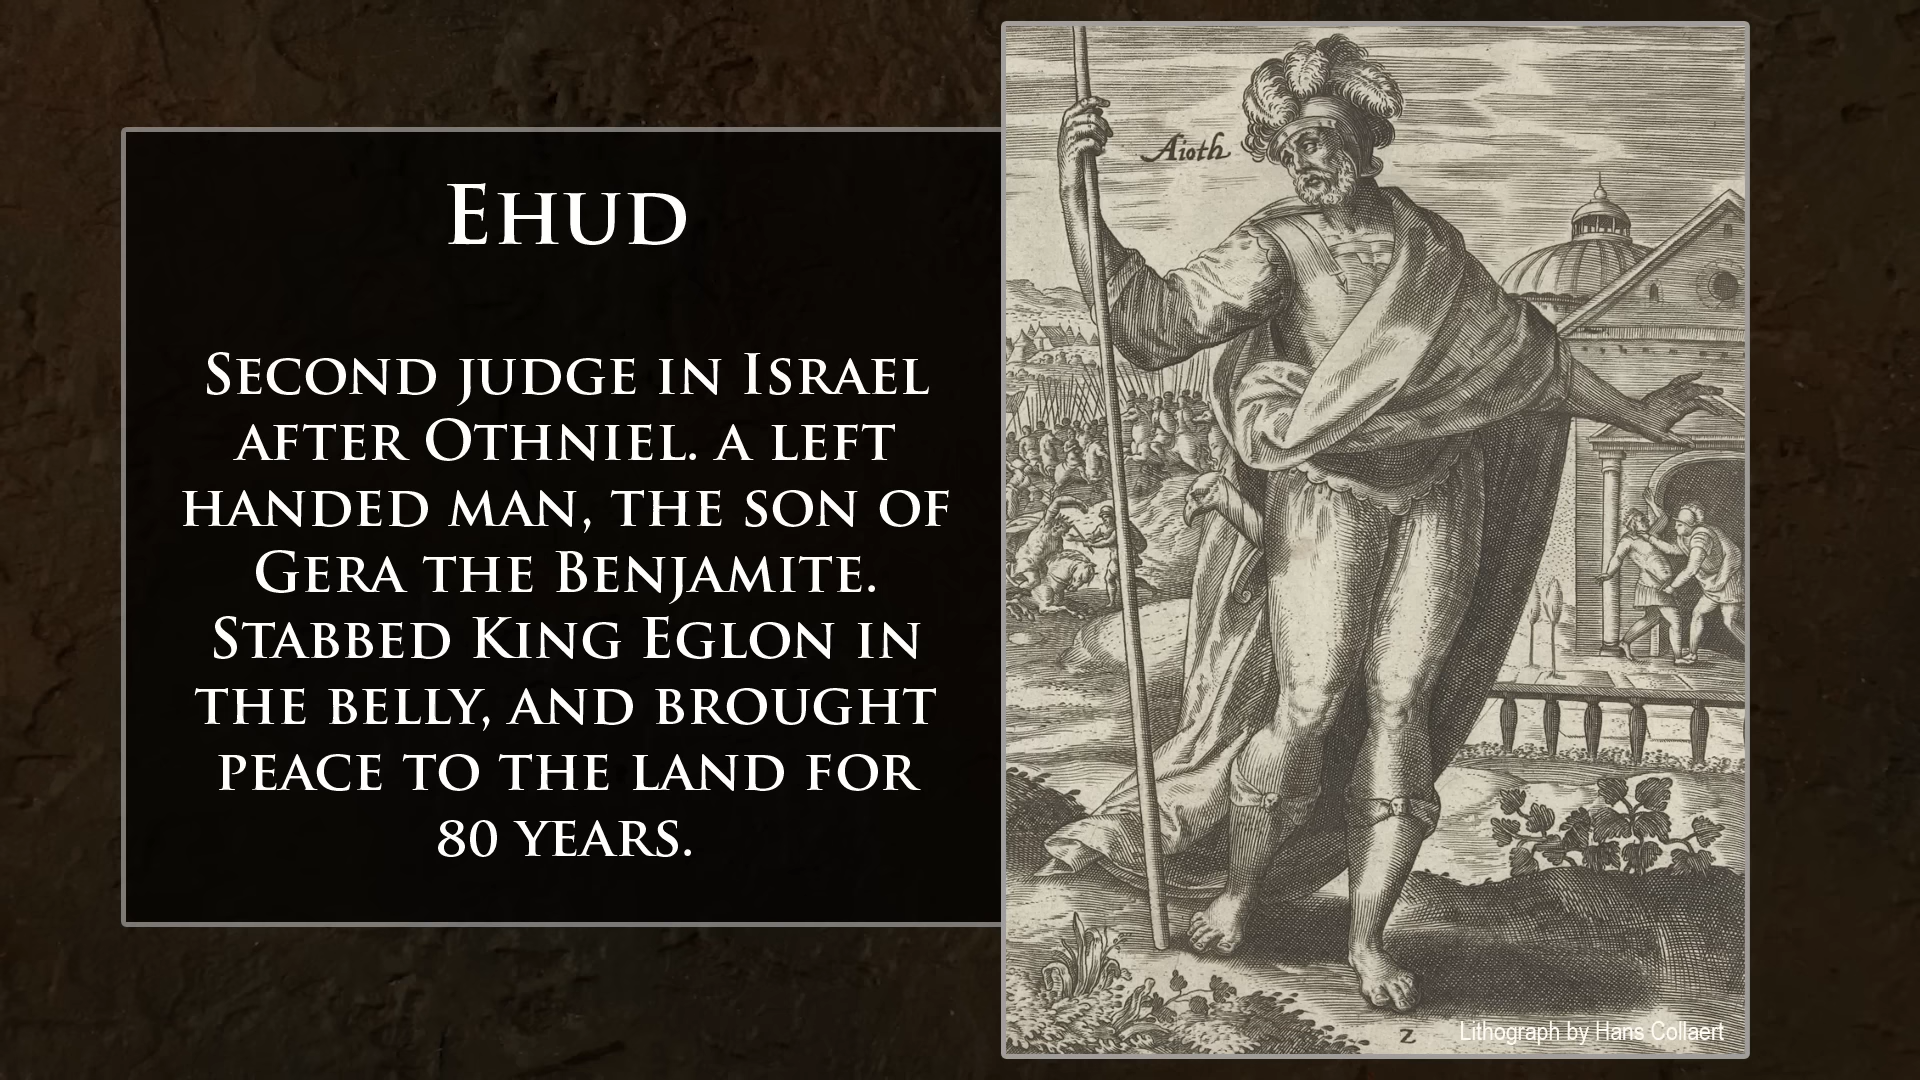 Ehud
Second judge in Israel
after Othniel. a left
handed man, the son of
Gera the Benjamite.
Stabbed King Eglon in
the belly, and brought
peace to the land for
80 years.
Aioth
2
Lithograph by Hans Collaert